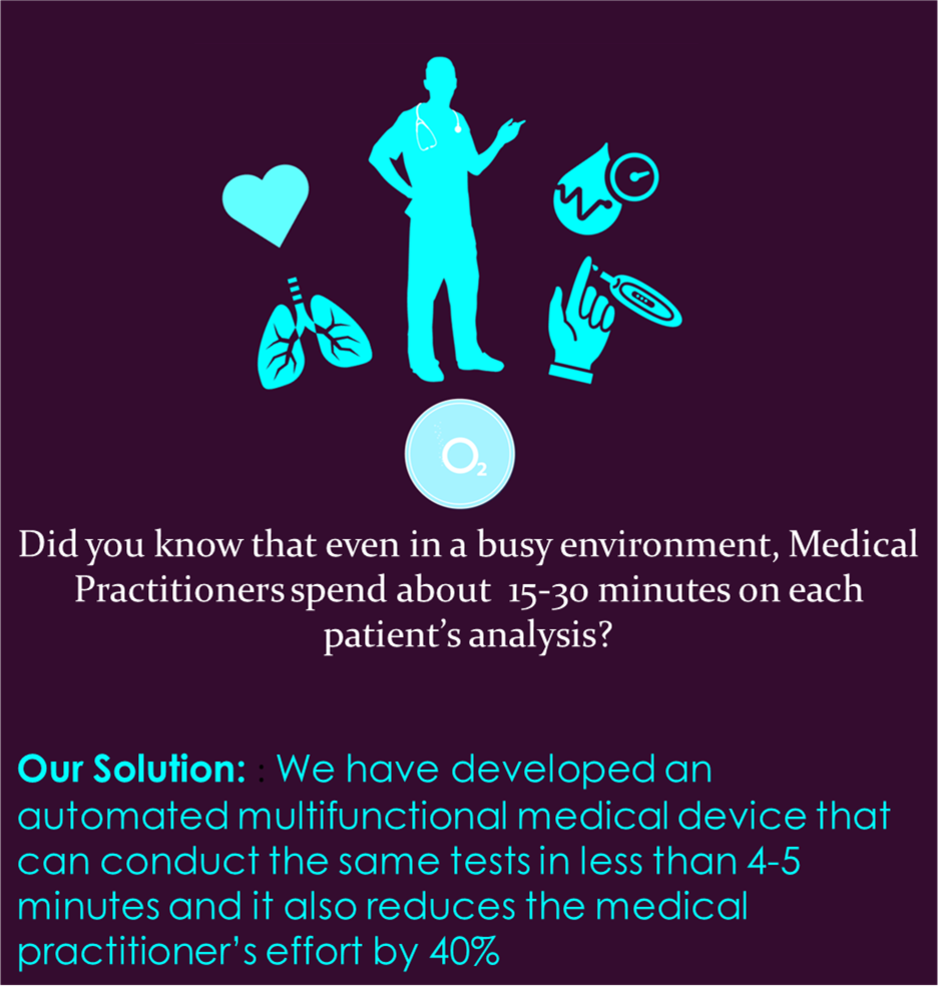 O2
Did you know that even in a busy environment, Medical
Practitioners spend about 15-30 minutes on each
patient’s analysis?
Our Solution: : We have developed an
automated multifunctional medical device that
can conduct the same tests in less than 4-5
minutes and it also reduces the medical
practitioner’s effort by 40%